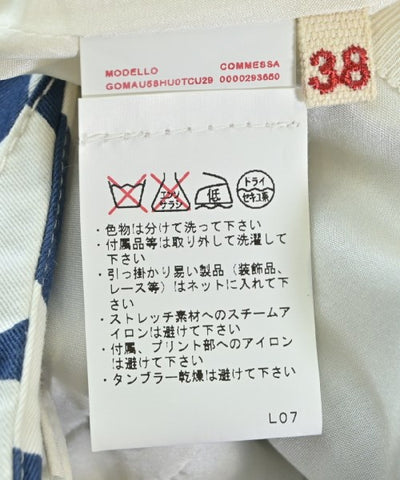 MODELLO COMMESSA
GOMAU55HU0TCU29 0000293650
38
エンソ
サラシ
低
ドライ
セキユ系
・色物は分けて洗って下さい
・付属品等は取り外して洗濯して
下さい
・引っ掛かり易い製品（装飾品、
レース等）はネットに入れて下
さい
・ストレッチ素材へのスチームア
イロンは避けて下さい
・付属、プリント部へのアイロン
は避けて下さい
・タンブラー乾燥は避けて下さい
L07